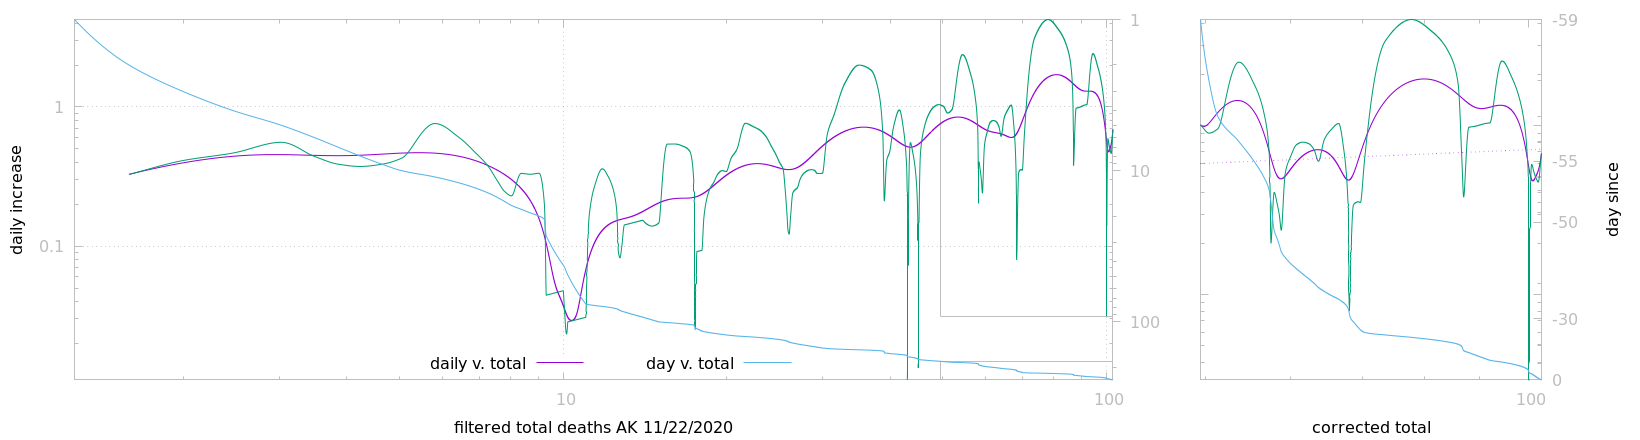 1
0.1
daily increase
daily v. total
day v. total
10
100
1
10
100
filtered total deaths AK 11/22/2020
-59
-55
-50
-30
0
day since
100
corrected total